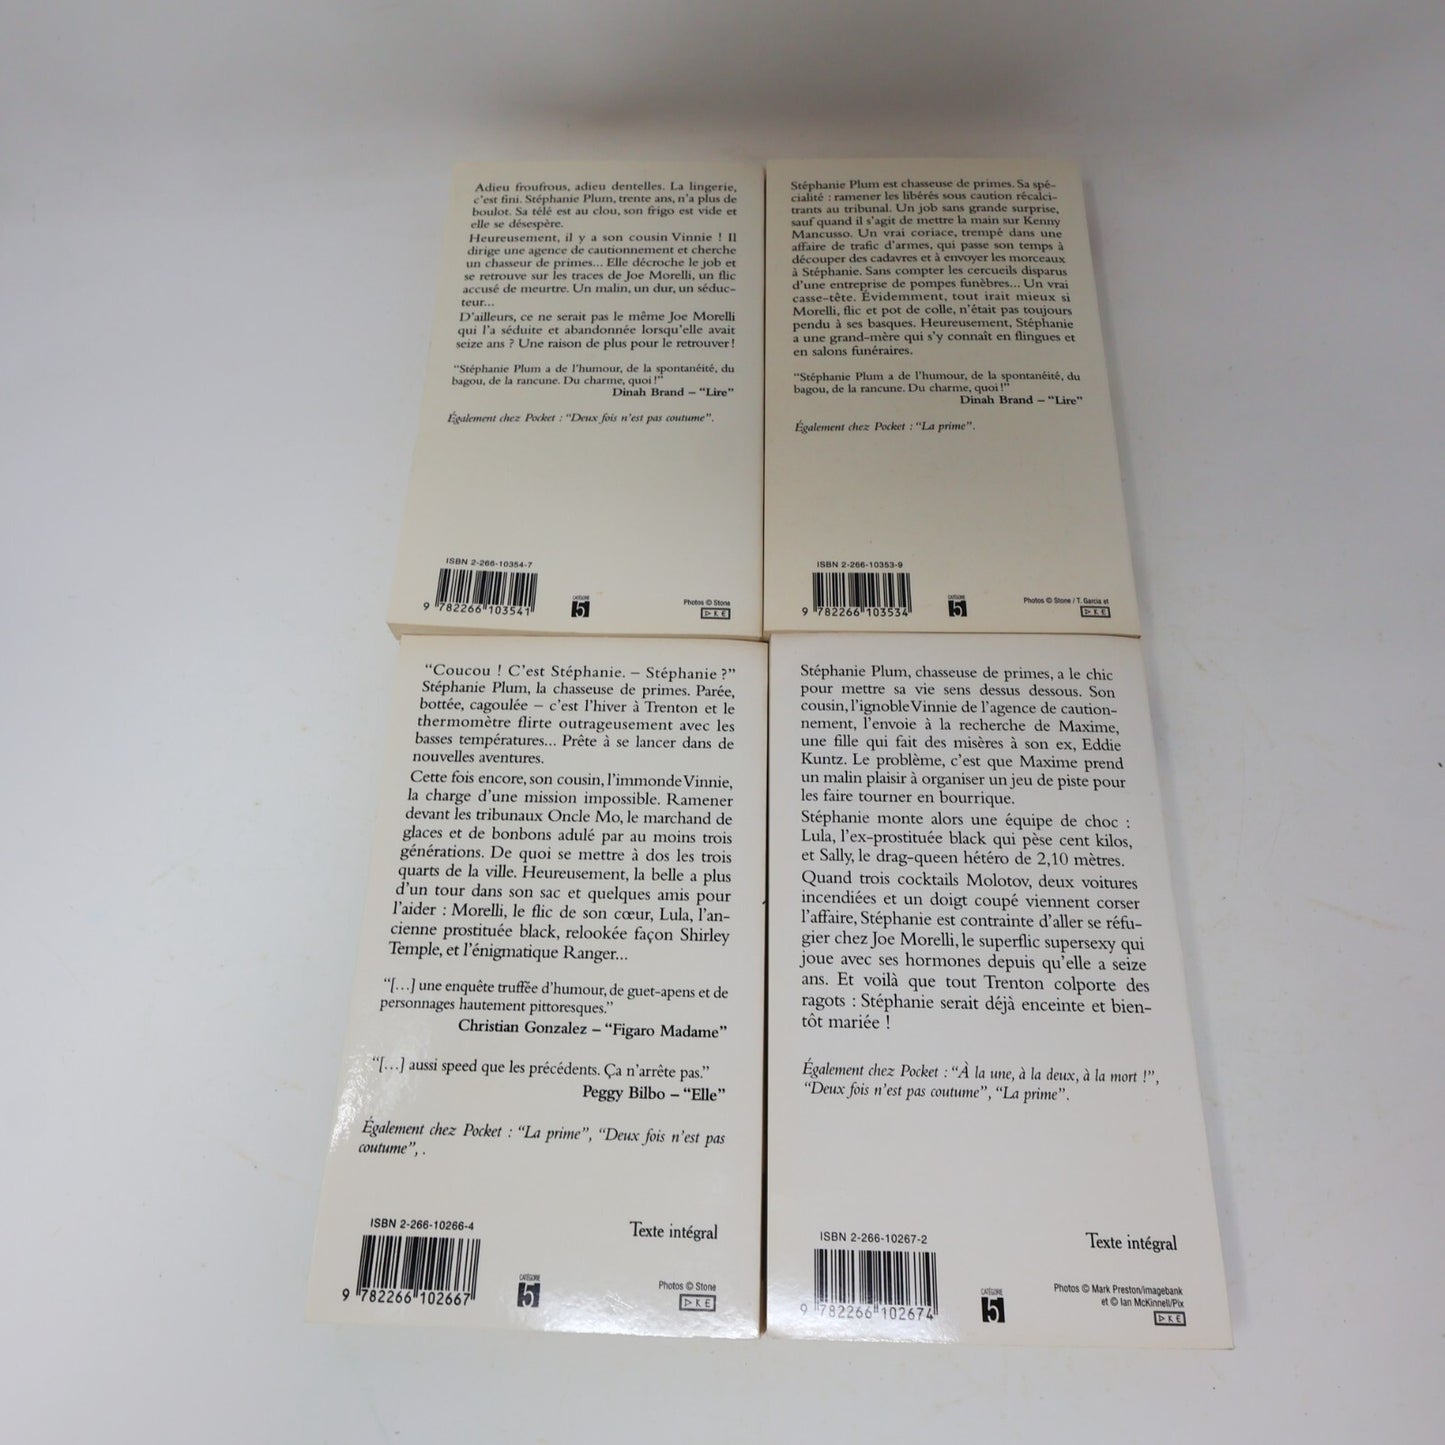 Adieu froufrous, adieu dentelles. La lingerie,
c'est fini. Stéphanie Plum, trente ans, n'a plus de
boulot. Sa télé est au clou, son frigo est vide et
elle se désespère.
Heureusement, il y a son cousin Vinnie ! Il
dirige une agence de cautionnement et cherche
un chasseur de primes... Elle décroche le job et
se retrouve sur les traces de Joe Morelli, un flic
accusé de meurtre. Un malin, un dur, un séduc-
teur...
D'ailleurs, ce ne serait pas le même Joe Morelli
qui l'a séduite et abandonnée lorsqu'elle avait
seize ans ? Une raison de plus pour le retrouver !
"Stéphanie Plum a de l'humour, de la spontanéité, du
bagou, de la rancune. Du charme, quoi !"
Dinah Brand – "Lire"
Également chez Pocket : "Deux fois n'est pas coutume".
ISBN 2-266-10354-7
9 782266 103541
CATÉGORIE
5
Photos © Stone
DKE
Stéphanie Plum est chasseuse de primes. Sa spé-
cialité : ramener les libérés sous caution récalci-
trants au tribunal. Un job sans grande surprise,
sauf quand il s'agit de mettre la main sur Kenny
Mancusso. Un vrai coriace, trempé dans une
affaire de trafic d'armes, qui passe son temps à
découper des cadavres et à envoyer les morceaux
à Stéphanie. Sans compter les cercueils disparus
d'une entreprise de pompes funèbres... Un vrai
casse-tête. Évidemment, tout irait mieux si
Morelli, flic et pot de colle, n'était pas toujours
pendu à ses basques. Heureusement, Stéphanie
a une grand-mère qui s'y connaît en flingues et
en salons funéraires.
"Stéphanie Plum a de l'humour, de la spontanéité, du
bagou, de la rancune. Du charme, quoi !"
Dinah Brand – "Lire"
Également chez Pocket : "La prime".
ISBN 2-266-10353-9
9 782266 103534
CATÉGORIE
5
Photos © Stone / T. Garcia et
DKE
"Coucou ! C'est Stéphanie. – Stéphanie ?"
Stéphanie Plum, la chasseuse de primes. Parée,
bottée, cagoulée – c'est l'hiver à Trenton et le
thermomètre flirte outrageusement avec les
basses températures... Prête à se lancer dans de
nouvelles aventures.
Cette fois encore, son cousin, l'immonde Vinnie,
la charge d'une mission impossible. Ramener
devant les tribunaux Oncle Mo, le marchand de
glaces et de bonbons adulé par au moins trois
générations. De quoi se mettre à dos les trois
quarts de la ville. Heureusement, la belle a plus
d'un tour dans son sac et quelques amis pour
l'aider : Morelli, le flic de son cœur, Lula, l'an-
cienne prostituée black, relookée façon Shirley
Temple, et l'énigmatique Ranger...
"[...] une enquête truffée d'humour, de guet-apens et de
personnages hautement pittoresques."
Christian Gonzalez – "Figaro Madame"
"[...] aussi speed que les précédents. Ça n'arrête pas."
Peggy Bilbo – "Elle"
Également chez Pocket : "La prime", "Deux fois n'est pas
coutume", .
ISBN 2-266-10266-4
Texte intégral
9 782266 102667
CATÉGORIE
5
Photos © Stone
DKE
Stéphanie Plum, chasseuse de primes, a le chic
pour mettre sa vie sens dessus dessous. Son
cousin, l'ignoble Vinnie de l'agence de caution-
nement, l'envoie à la recherche de Maxime,
une fille qui fait des misères à son ex, Eddie
Kuntz. Le problème, c'est que Maxime prend
un malin plaisir à organiser un jeu de piste pour
les faire tourner en bourrique.
Stéphanie monte alors une équipe de choc :
Lula, l'ex-prostituée black qui pèse cent kilos,
et Sally, le drag-queen hétéro de 2,10 mètres.
Quand trois cocktails Molotov, deux voitures
incendiées et un doigt coupé viennent corser
l'affaire, Stéphanie est contrainte d'aller se réfu-
gier chez Joe Morelli, le superflic supersexy qui
joue avec ses hormones depuis qu'elle a seize
ans. Et voilà que tout Trenton colporte des
ragots : Stéphanie serait déjà enceinte et bien-
tôt mariée !
Également chez Pocket : "À la une, à la deux, à la mort !",
"Deux fois n'est pas coutume", "La prime".
ISBN 2-266-10267-2
Texte intégral
9 782266 102674
CATÉGORIE
5
Photos © Mark Preston/imagebank
et © Ian McKinnell/Pix
DKE